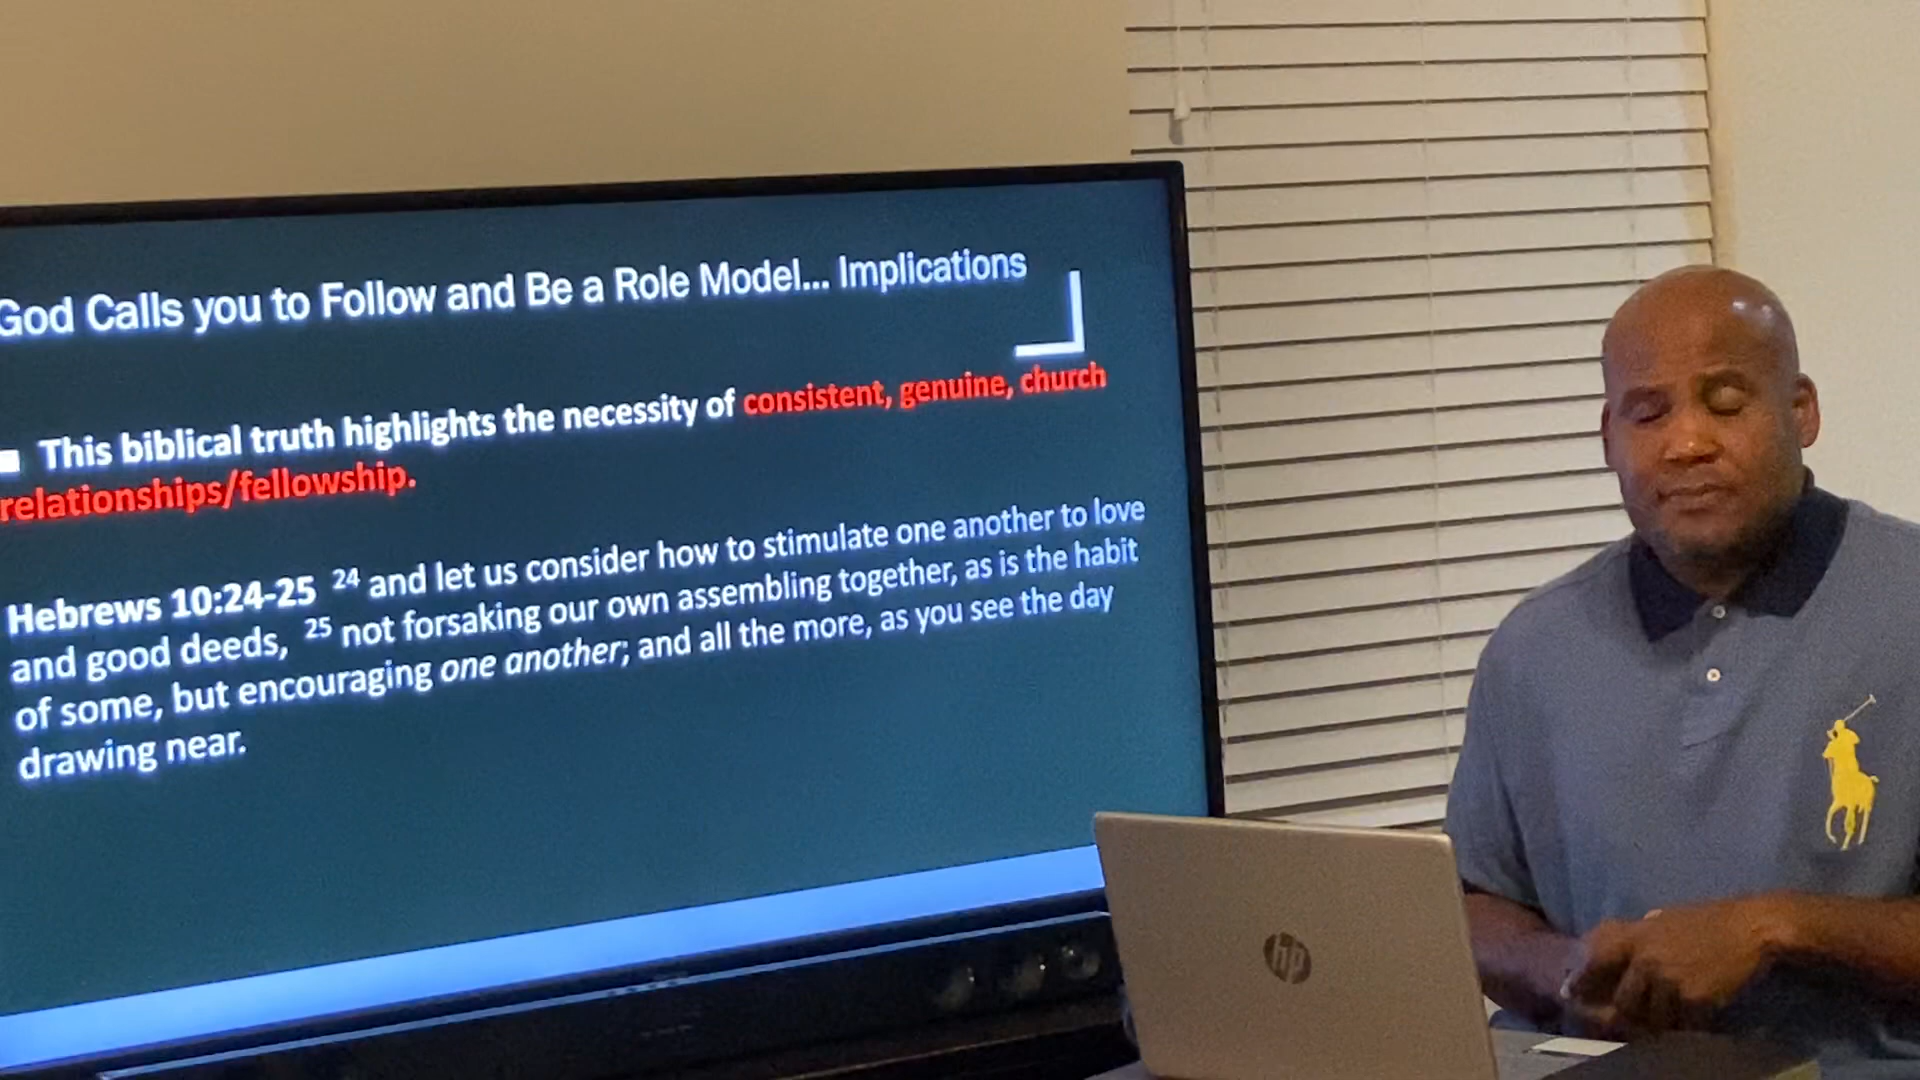 God Calls you to Follow and Be a Role Model... Implications
This biblical truth highlights the necessity of consistent, genuine, church
relationships/fellowship.
Hebrews 10:24-25 24 and let us consider how to stimulate one another to love
and good deeds, 25 not forsaking our own assembling together, as is the habit
of some, but encouraging one another; and all the more, as you see the day
drawing near.
hp